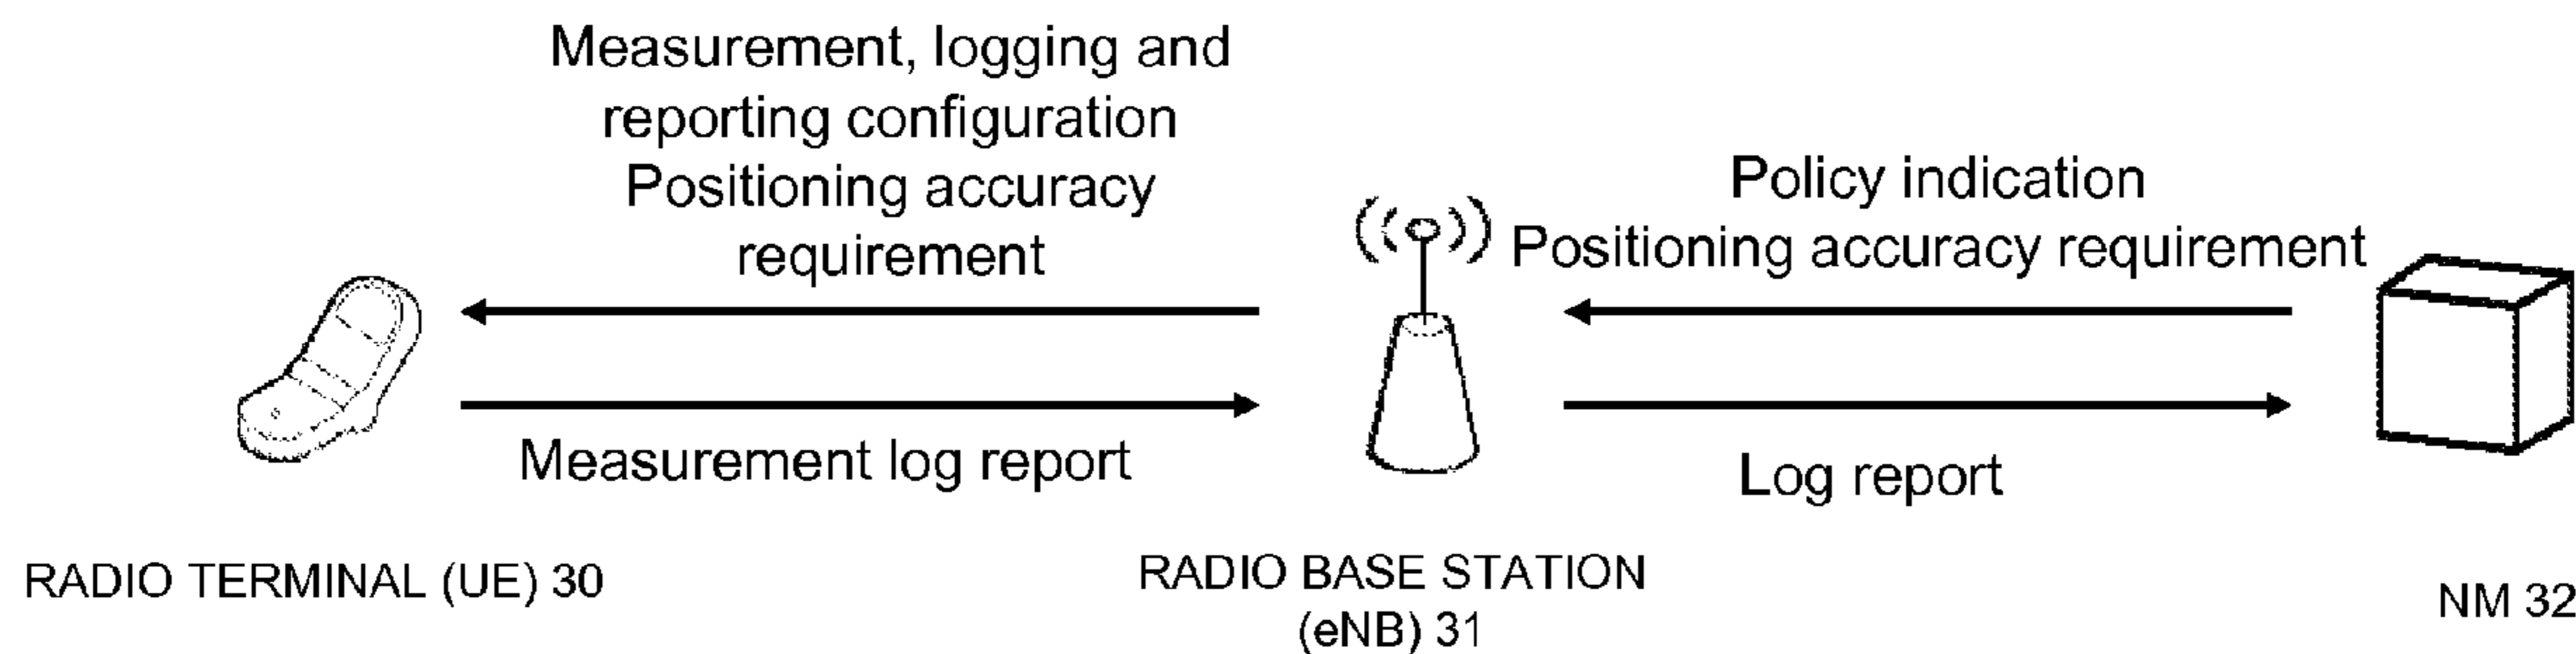 Measurement, logging and
reporting configuration
Positioning accuracy
requirement
Policy indication
Positioning accuracy requirement
Measurement log report
Log report
RADIO TERMINAL (UE) 30
RADIO BASE STATION
(eNB) 31
NM 32